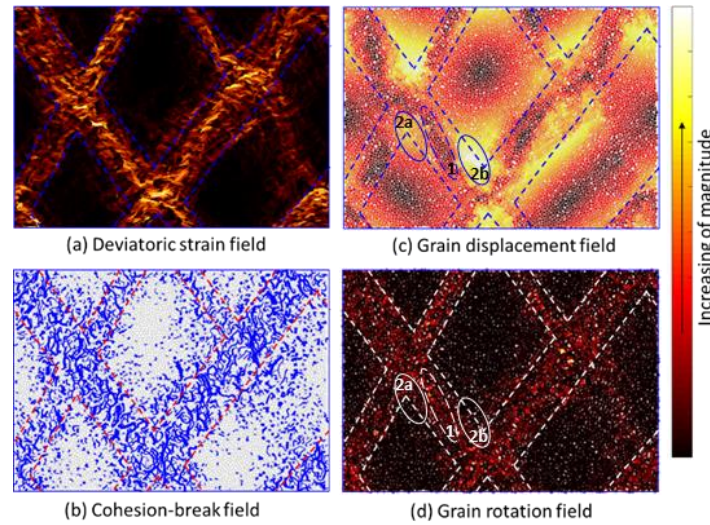 (a) Deviatoric strain field
2a
1
2b
(c) Grain displacement field
(b) Cohesion-break field
2a
1
2b
(d) Grain rotation field
Increasing of magnitude